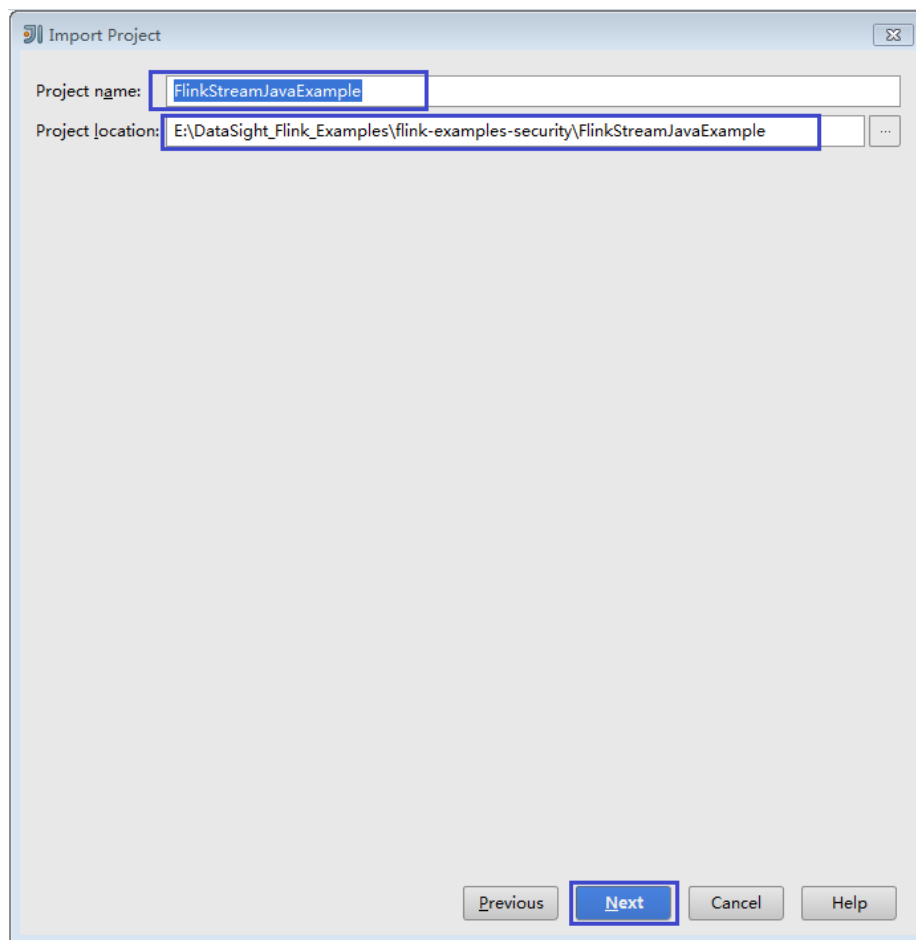 Import Project
Project name: FlinkStreamJavaExample
Project location: E:\DataSight_Flink_Examples\flink-examples-security\FlinkStreamJavaExample ...
Previous Next Cancel Help